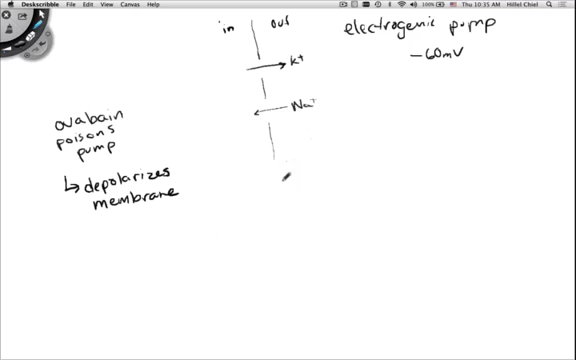 Deskscribble File Edit View Canvas Help
100% Thu 10:35 AM Hillel Chiel
in out
electrogenic pump
-60mV
K+
Na+
ouabain
poisons
pump
↳ depolarizes
membrane